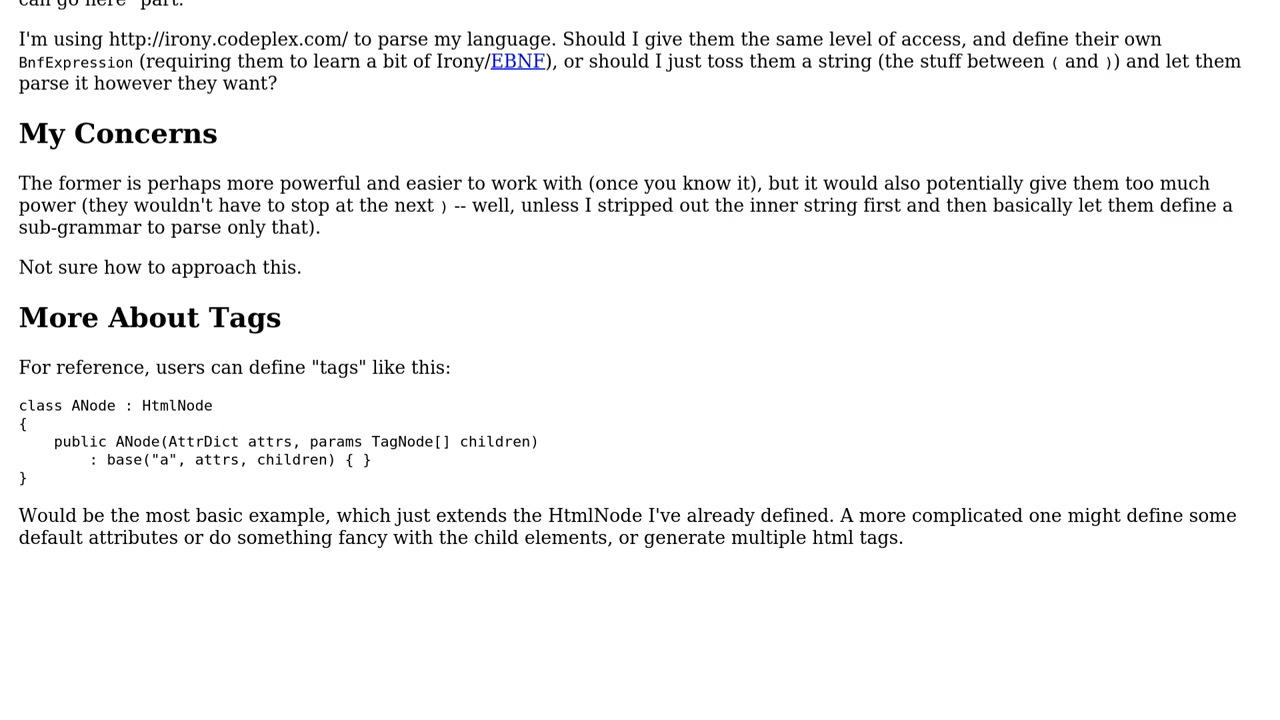 can go here" part.
I'm using http://irony.codeplex.com/ to parse my language. Should I give them the same level of access, and define their own
BnfExpression (requiring them to learn a bit of Irony/EBNF), or should I just toss them a string (the stuff between ( and )) and let them
parse it however they want?
My Concerns
The former is perhaps more powerful and easier to work with (once you know it), but it would also potentially give them too much
power (they wouldn't have to stop at the next ) -- well, unless I stripped out the inner string first and then basically let them define a
sub-grammar to parse only that).
Not sure how to approach this.
More About Tags
For reference, users can define "tags" like this:
class ANode : HtmlNode
{
    public ANode(AttrDict attrs, params TagNode[] children)
        : base("a", attrs, children) { }
}
Would be the most basic example, which just extends the HtmlNode I've already defined. A more complicated one might define some
default attributes or do something fancy with the child elements, or generate multiple html tags.